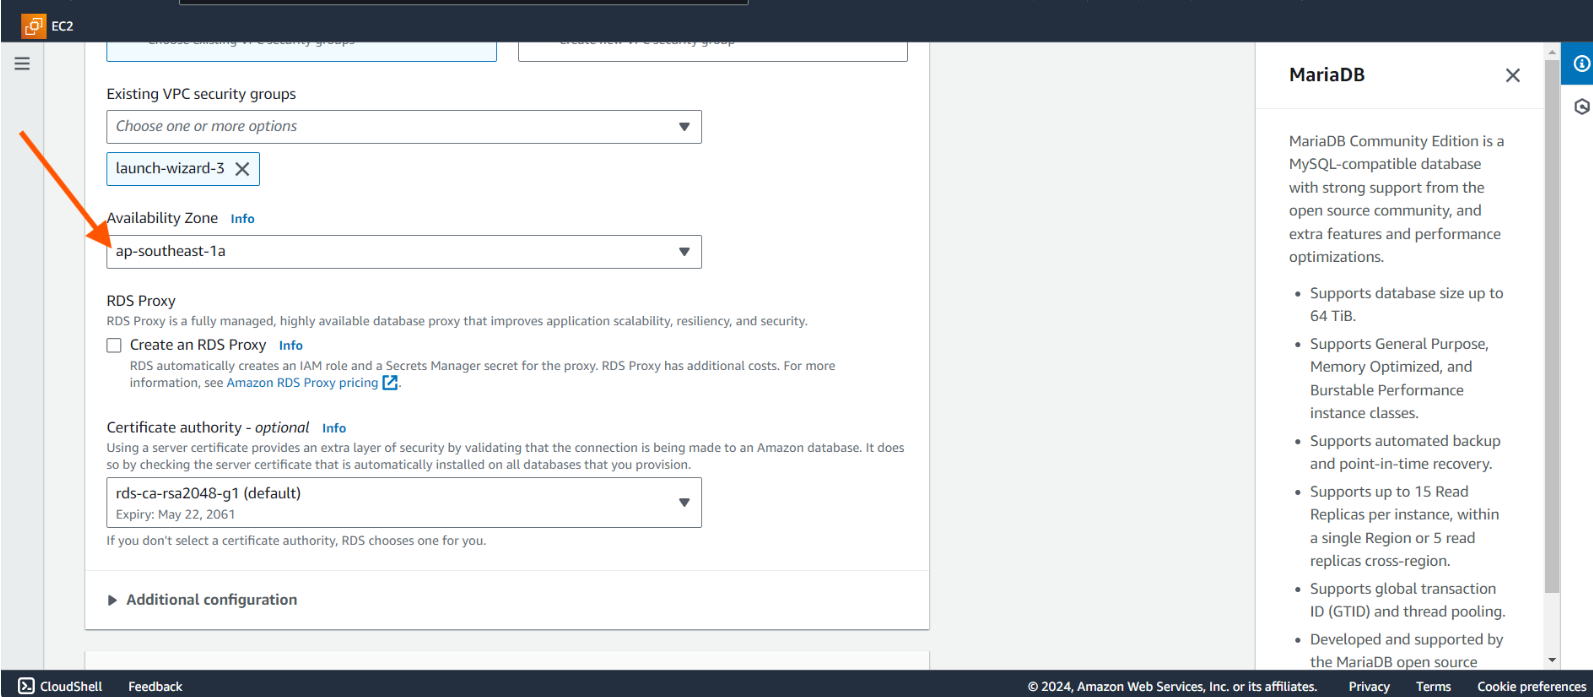 EC2
Choose existing VPC security groups
Create new VPC security group
Existing VPC security groups
Choose one or more options
launch-wizard-3
Availability Zone Info
ap-southeast-1a
RDS Proxy
RDS Proxy is a fully managed, highly available database proxy that improves application scalability, resiliency, and security.
Create an RDS Proxy Info
RDS automatically creates an IAM role and a Secrets Manager secret for the proxy. RDS Proxy has additional costs. For more
information, see Amazon RDS Proxy pricing.
Certificate authority - optional Info
Using a server certificate provides an extra layer of security by validating that the connection is being made to an Amazon database. It does
so by checking the server certificate that is automatically installed on all databases that you provision.
rds-ca-rsa2048-g1 (default)
Expiry: May 22, 2061
If you don't select a certificate authority, RDS chooses one for you.
Additional configuration
MariaDB
MariaDB Community Edition is a
MySQL-compatible database
with strong support from the
open source community, and
extra features and performance
optimizations.
• Supports database size up to
64 TiB.
• Supports General Purpose,
Memory Optimized, and
Burstable Performance
instance classes.
• Supports automated backup
and point-in-time recovery.
• Supports up to 15 Read
Replicas per instance, within
a single Region or 5 read
replicas cross-region.
• Supports global transaction
ID (GTID) and thread pooling.
• Developed and supported by
the MariaDB open source
CloudShell Feedback © 2024, Amazon Web Services, Inc. or its affiliates. Privacy Terms Cookie preferences